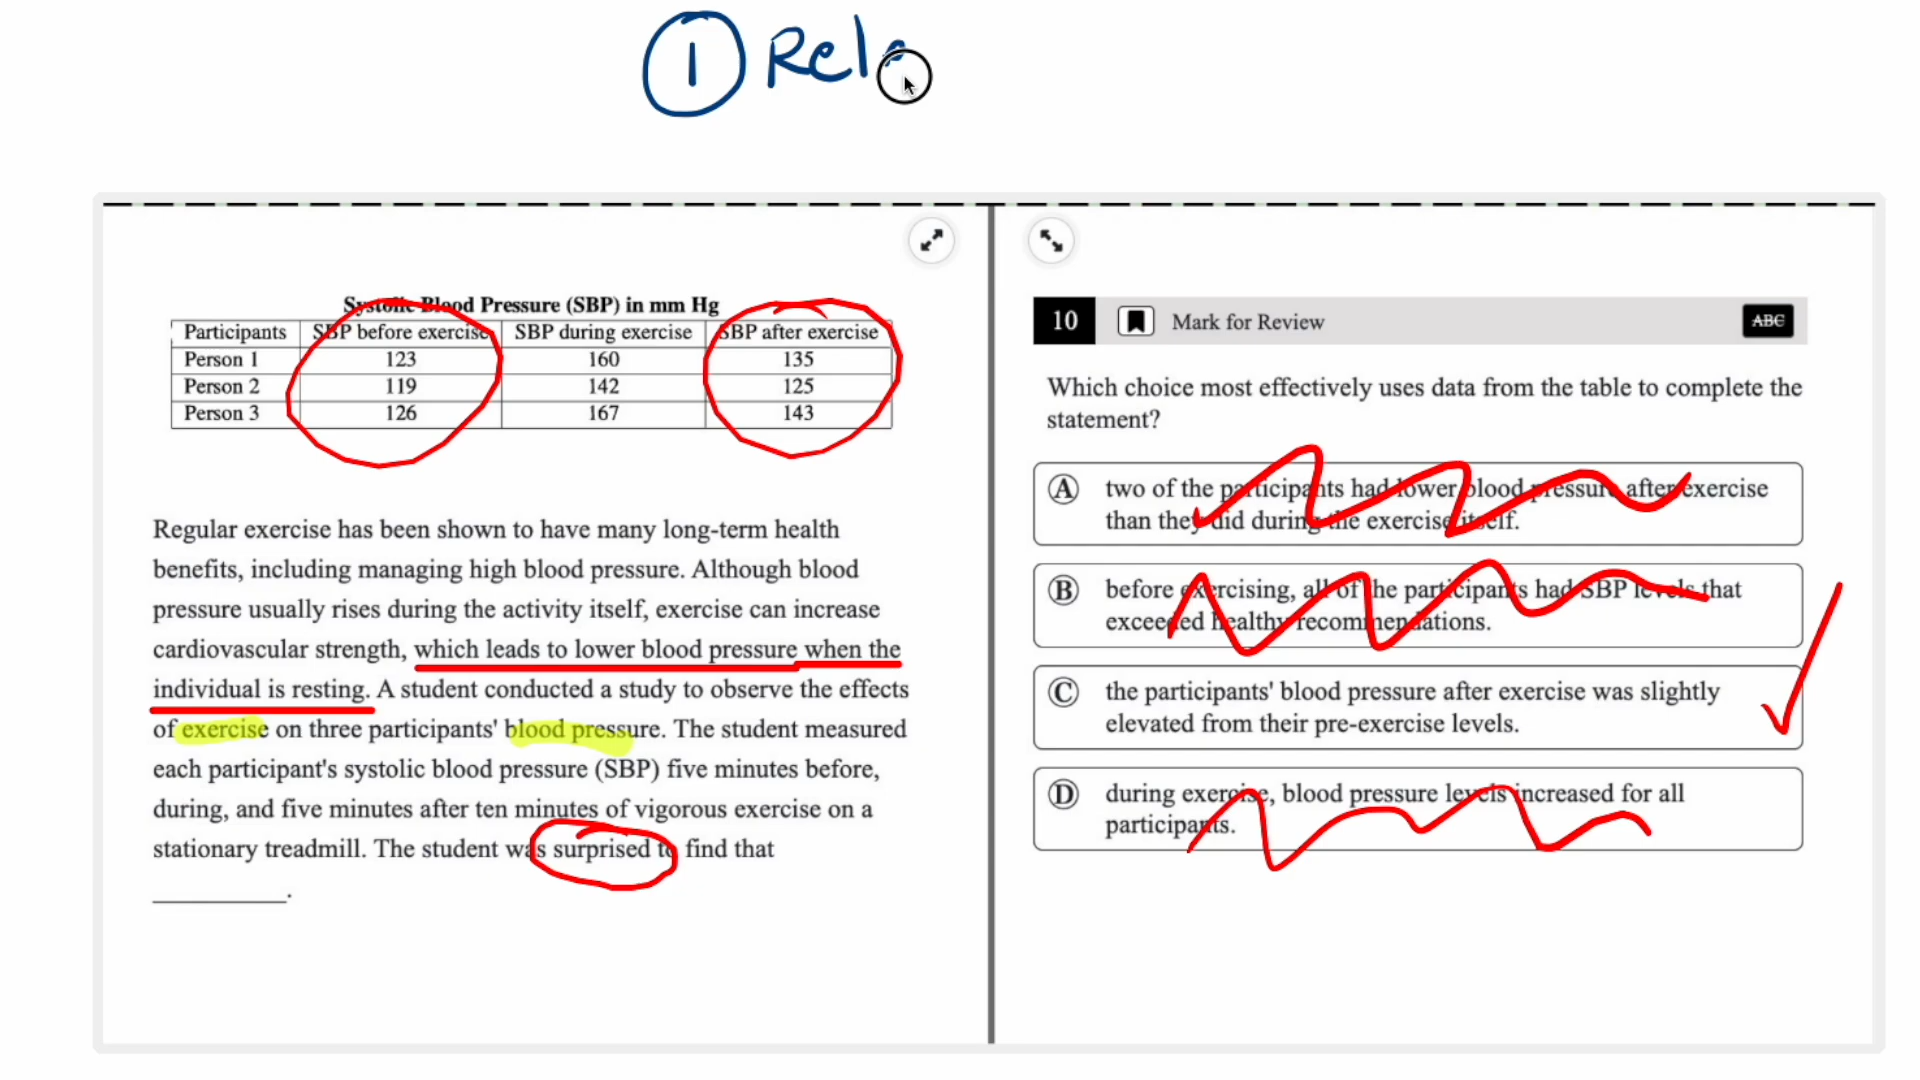 ① Rel
Systolic Blood Pressure (SBP) in mm Hg
Participants SBP before exercise SBP during exercise SBP after exercise
Person 1 123 160 135
Person 2 119 142 125
Person 3 126 167 143
Regular exercise has been shown to have many long-term health
benefits, including managing high blood pressure. Although blood
pressure usually rises during the activity itself, exercise can increase
cardiovascular strength, which leads to lower blood pressure when the
individual is resting. A student conducted a study to observe the effects
of exercise on three participants' blood pressure. The student measured
each participant's systolic blood pressure (SBP) five minutes before,
during, and five minutes after ten minutes of vigorous exercise on a
stationary treadmill. The student was surprised to find that
__________.
10 Mark for Review ABC
Which choice most effectively uses data from the table to complete the
statement?
A two of the participants had lower blood pressure after exercise
than they did during the exercise itself.
B before exercising, all of the participants had SBP levels that
exceeded healthy recommendations.
C the participants' blood pressure after exercise was slightly
elevated from their pre-exercise levels.
D during exercise, blood pressure levels increased for all
participants.